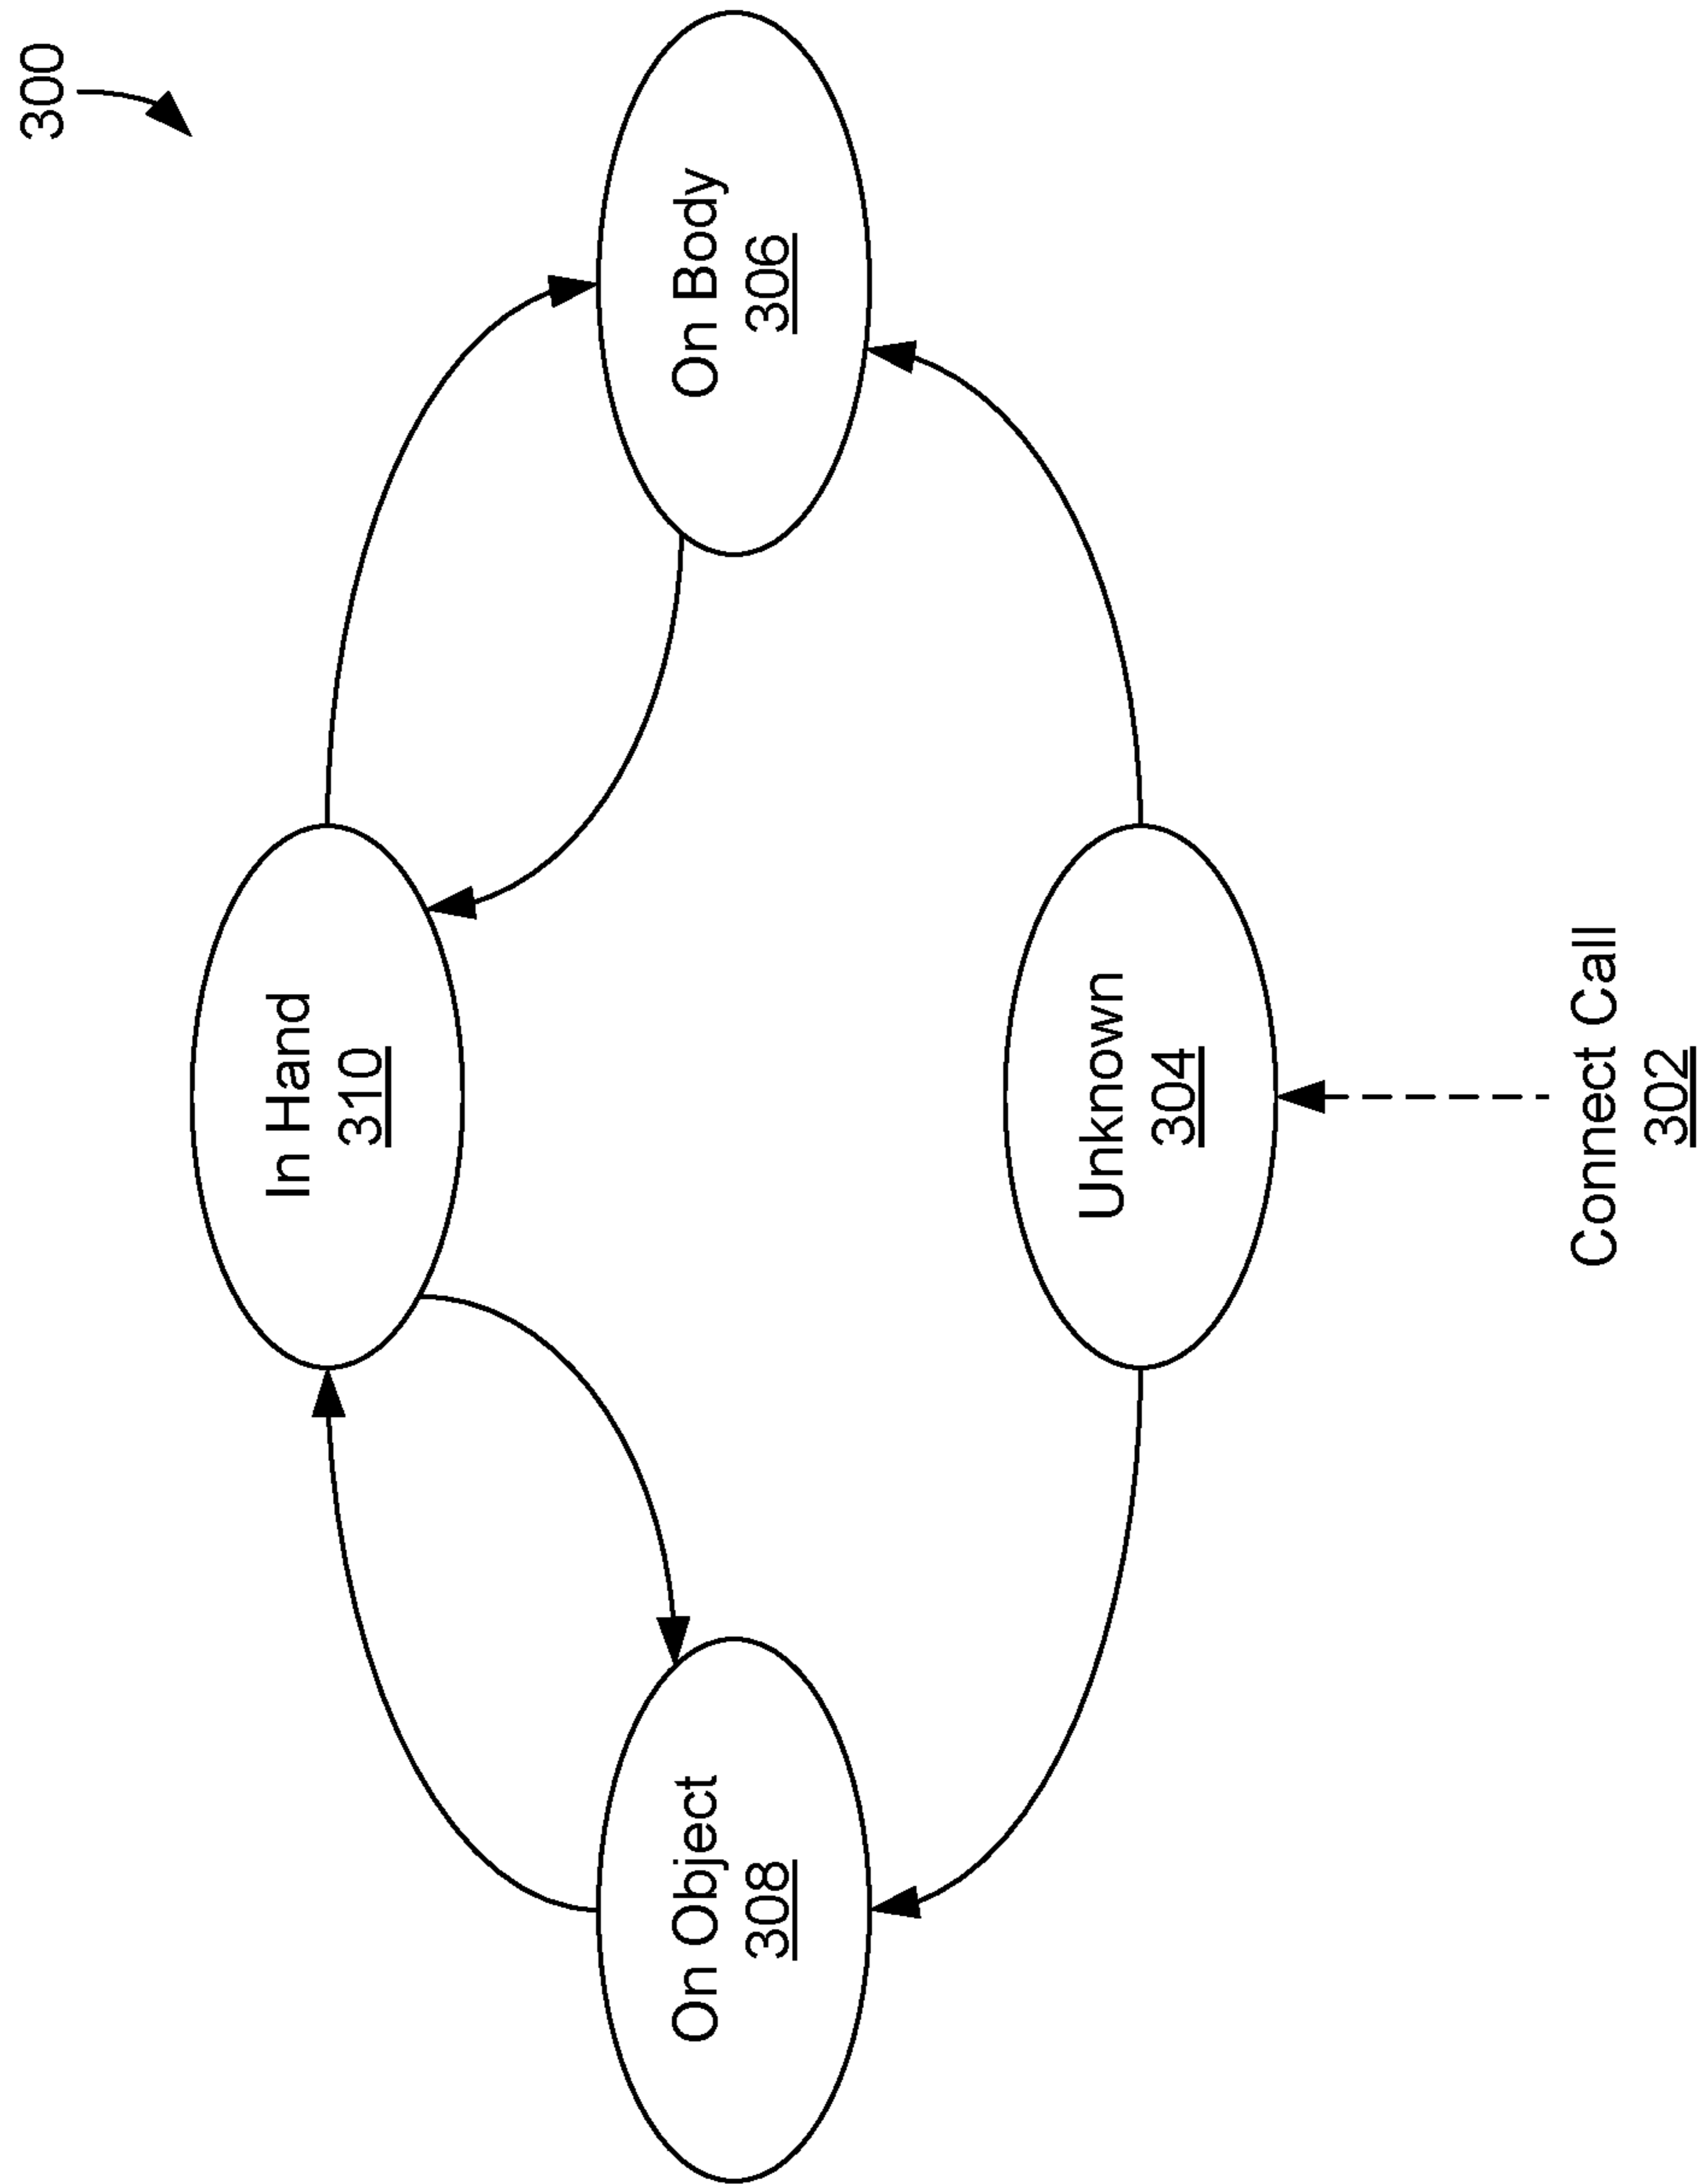 300
In Hand
310
On Object
308
On Body
306
Unknown
304
Connect Call
302